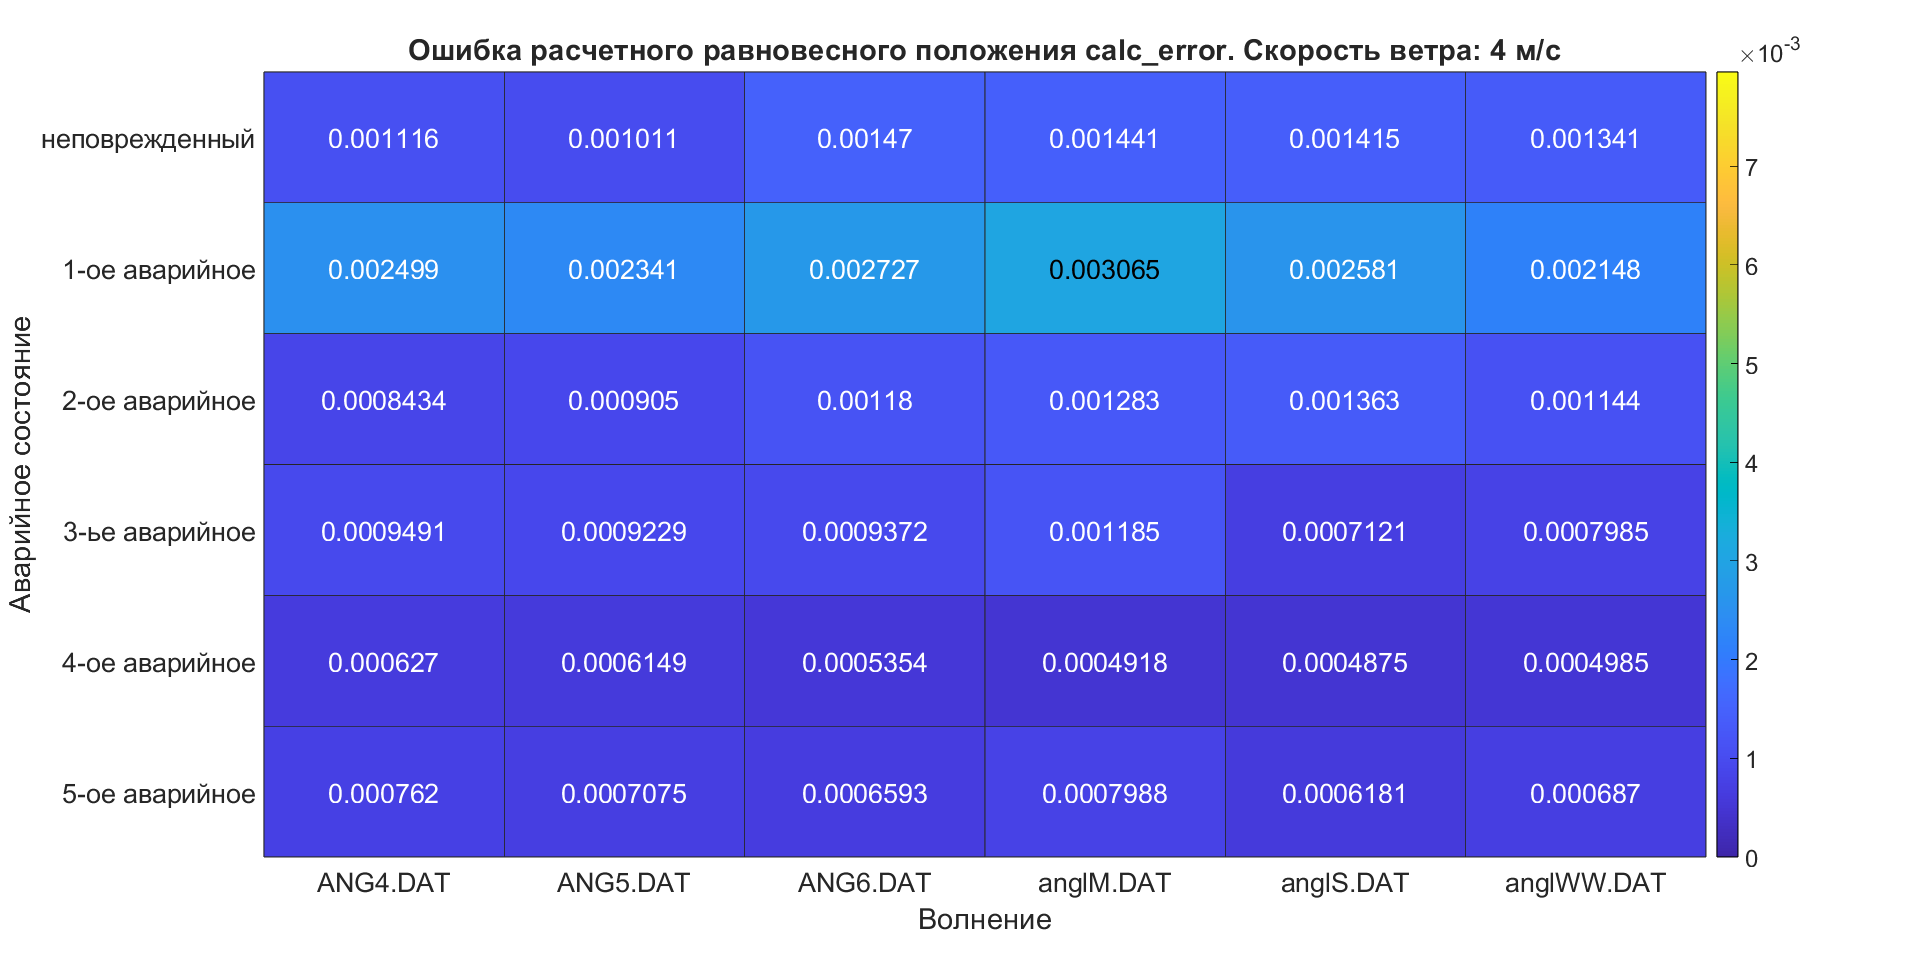 Ошибка расчетного равновесного положения calc_error. Скорость ветра: 4 м/с
×10-3
неповрежденный 0.001116 0.001011 0.00147 0.001441 0.001415 0.001341
1-ое аварийное 0.002499 0.002341 0.002727 0.003065 0.002581 0.002148
2-ое аварийное 0.0008434 0.000905 0.00118 0.001283 0.001363 0.001144
3-ье аварийное 0.0009491 0.0009229 0.0009372 0.001185 0.0007121 0.0007985
4-ое аварийное 0.000627 0.0006149 0.0005354 0.0004918 0.0004875 0.0004985
5-ое аварийное 0.000762 0.0007075 0.0006593 0.0007988 0.0006181 0.000687
ANG4.DAT ANG5.DAT ANG6.DAT anglM.DAT anglS.DAT anglWW.DAT
Волнение
Аварийное состояние
7
6
5
4
3
2
1
0